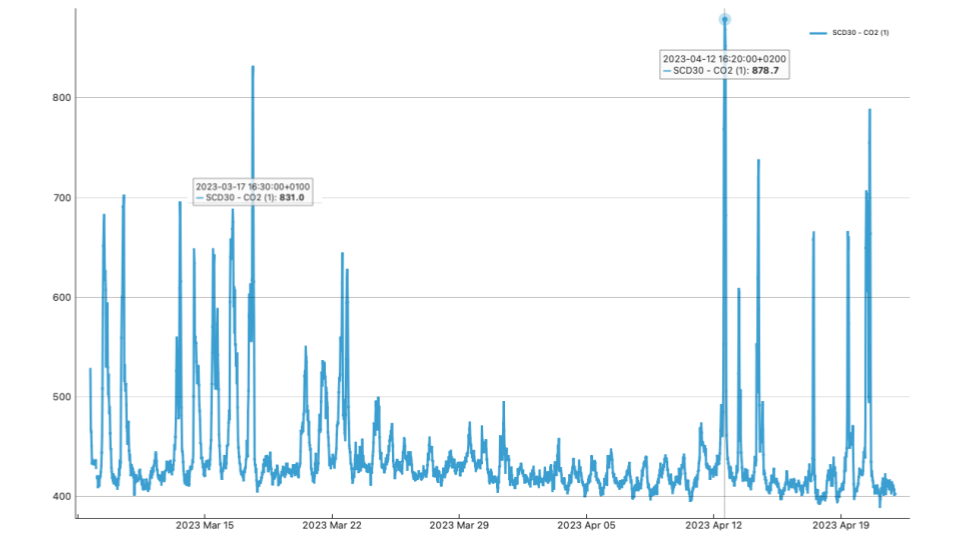 SCD30 - CO2 (1)
2023-04-12 16:20:00+0200
SCD30 - CO2 (1): 878.7
800
2023-03-17 16:30:00+0100
SCD30 - CO2 (1): 831.0
700
600
500
400
2023 Mar 15
2023 Mar 22
2023 Mar 29
2023 Apr 05
2023 Apr 12
2023 Apr 19